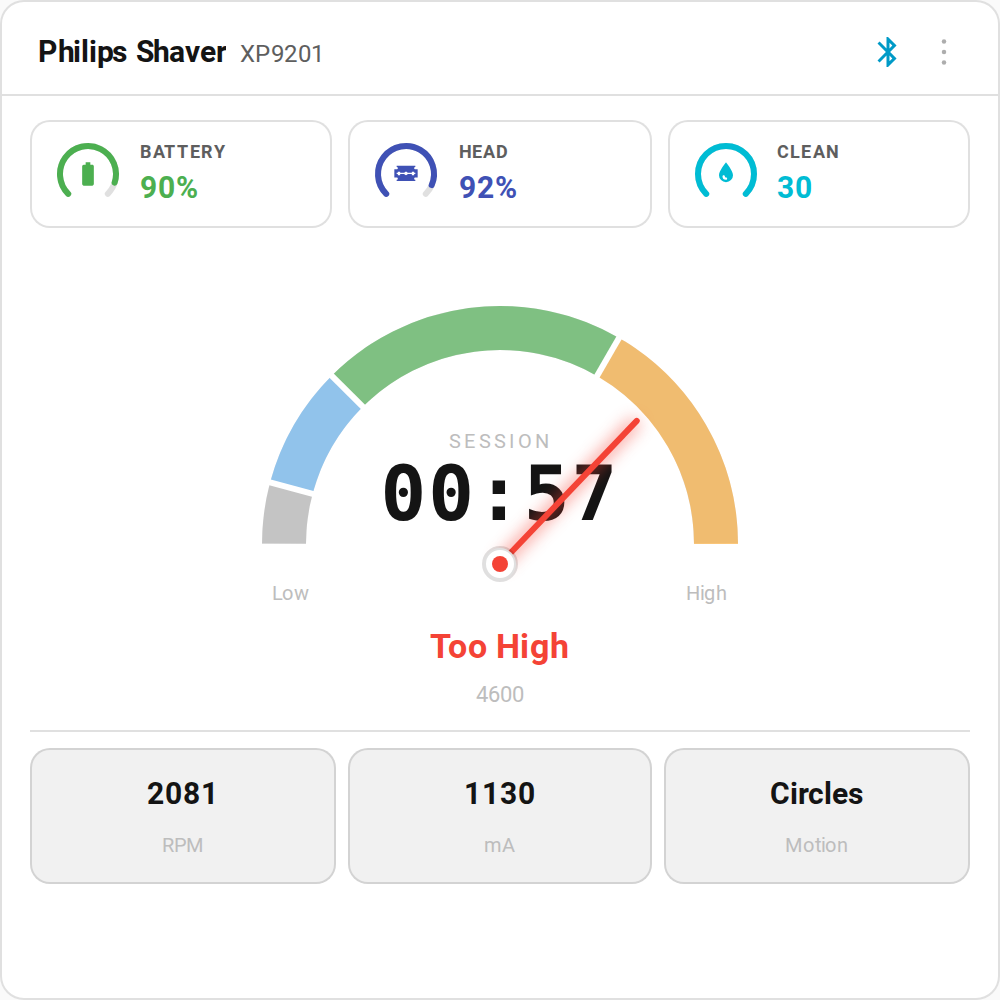 Philips Shaver XP9201
BATTERY
90%
HEAD
92%
CLEAN
30
SESSION
00:57
Low
High
Too High
4600
2081
RPM
1130
mA
Circles
Motion